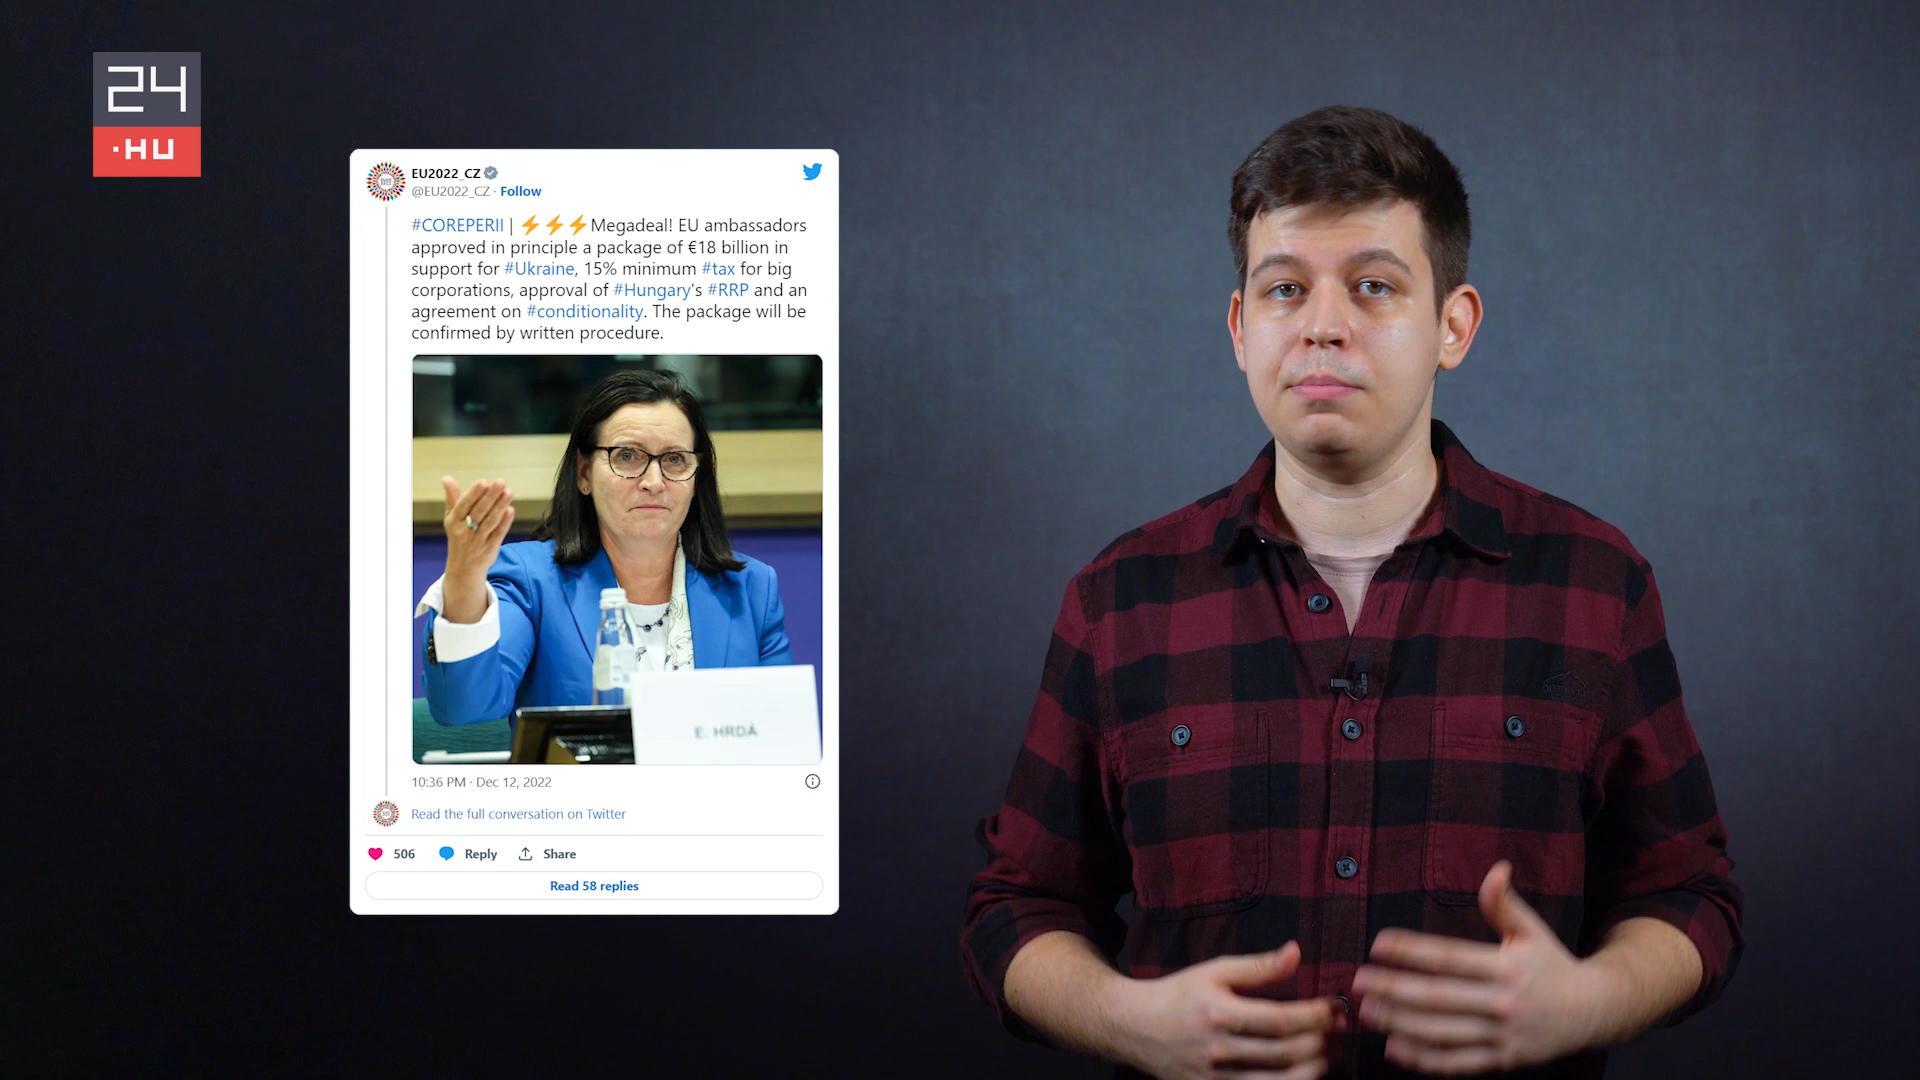 24
.HU
EU2022_CZ
@EU2022_CZ · Follow
#COREPERII | ⚡⚡⚡Megadeal! EU ambassadors
approved in principle a package of €18 billion in
support for #Ukraine, 15% minimum #tax for big
corporations, approval of #Hungary's #RRP and an
agreement on #conditionality. The package will be
confirmed by written procedure.
E. HRDÁ
10:36 PM · Dec 12, 2022
Read the full conversation on Twitter
506 Reply Share
Read 58 replies